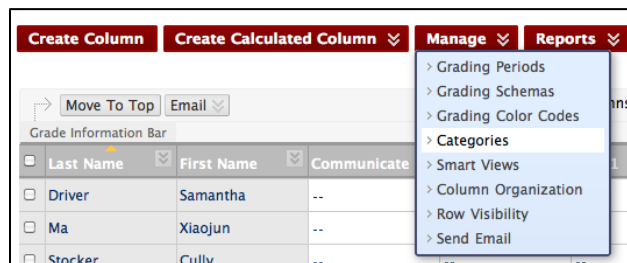 Create Column Create Calculated Column Manage Reports
> Grading Periods
> Grading Schemas
> Grading Color Codes
> Categories
> Smart Views
> Column Organization
> Row Visibility
> Send Email
Move To Top Email
Grade Information Bar
Last Name First Name Communicate 1
Driver Samantha --
Ma Xiaojun --
Stocker Cully -- -- --